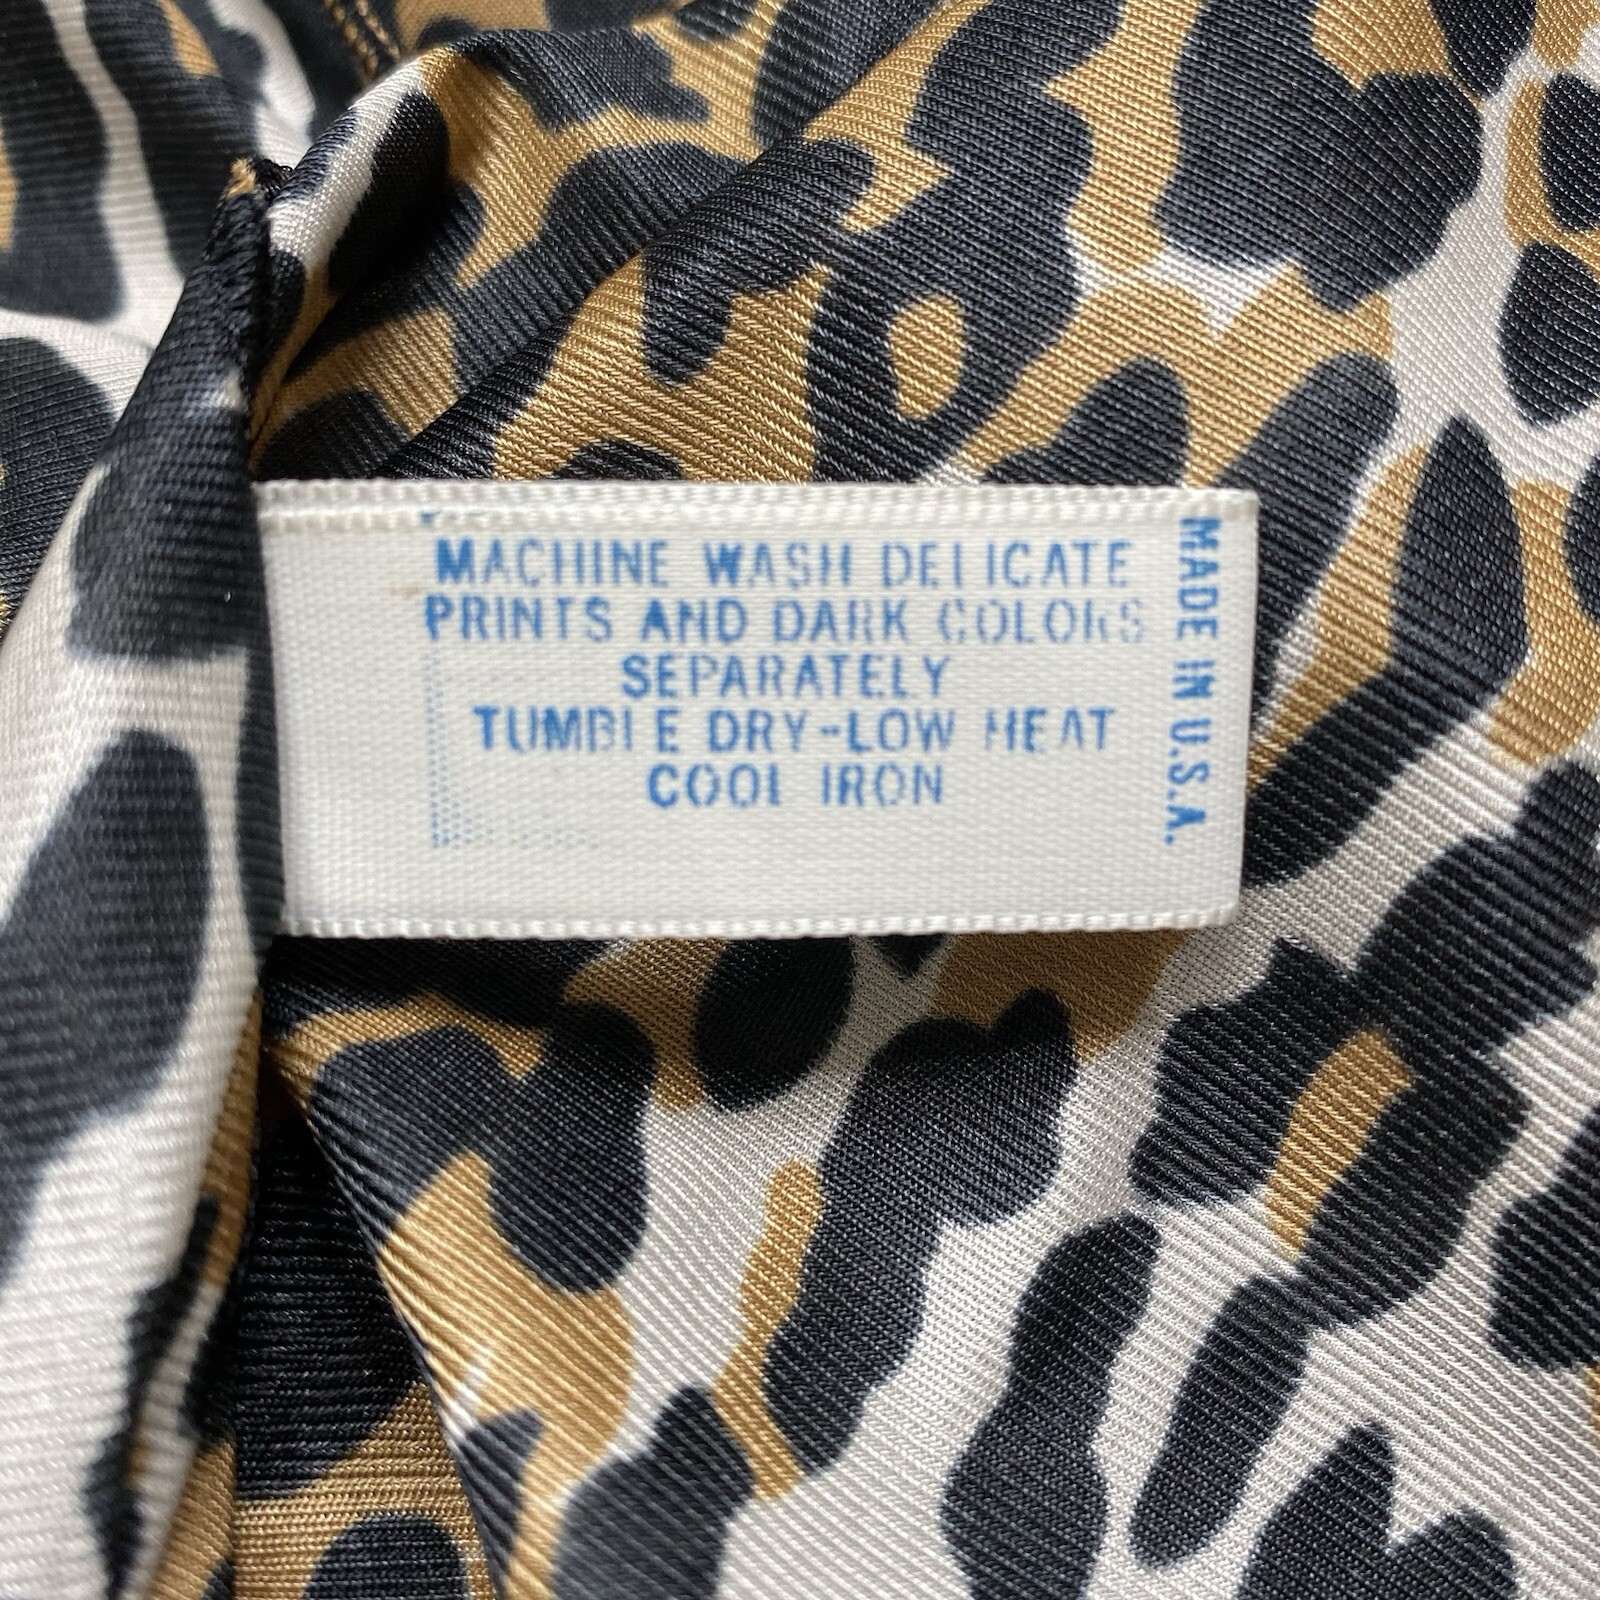 MACHINE WASH DELICATE
PRINTS AND DARK COLORS
SEPARATELY
TUMBLE DRY-LOW HEAT
COOL IRON
MADE IN U.S.A.